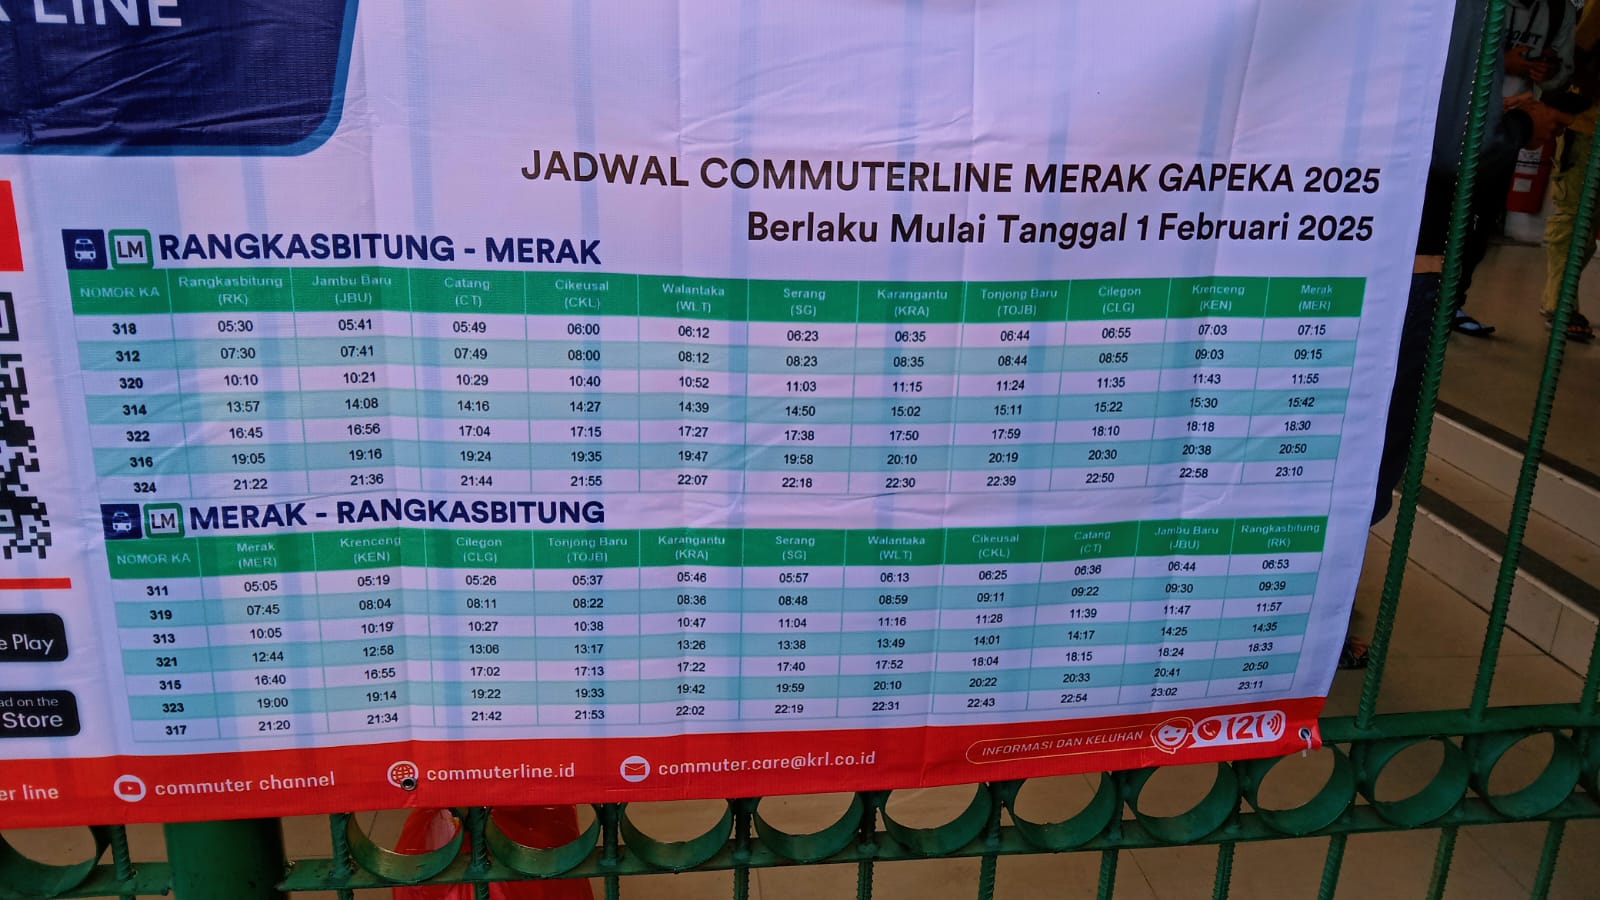 LINE
JADWAL COMMUTERLINE MERAK GAPEKA 2025
Berlaku Mulai Tanggal 1 Februari 2025
LM RANGKASBITUNG - MERAK
NOMOR KA Rangkasbitung (RK) Jambu Baru (JBU) Catang (CT) Cikeusal (CKL) Walantaka (WLT) Serang (SG) Karangantu (KRA) Tonjong Baru (TOJB) Cilegon (CLG) Krenceng (KEN) Merak (MER)
318 05:30 05:41 05:49 06:00 06:12 06:23 06:35 06:44 06:55 07:03 07:15
312 07:30 07:41 07:49 08:00 08:12 08:23 08:35 08:44 08:55 09:03 09:15
320 10:10 10:21 10:29 10:40 10:52 11:03 11:15 11:24 11:35 11:43 11:55
314 13:57 14:08 14:16 14:27 14:39 14:50 15:02 15:11 15:22 15:30 15:42
322 16:45 16:56 17:04 17:15 17:27 17:38 17:50 17:59 18:10 18:18 18:30
316 19:05 19:16 19:24 19:35 19:47 19:58 20:10 20:19 20:30 20:38 20:50
324 21:22 21:36 21:44 21:55 22:07 22:18 22:30 22:39 22:50 22:58 23:10
LM MERAK - RANGKASBITUNG
NOMOR KA Merak (MER) Krenceng (KEN) Cilegon (CLG) Tonjong Baru (TOJB) Karangantu (KRA) Serang (SG) Walantaka (WLT) Cikeusal (CKL) Catang (CT) Jambu Baru (JBU) Rangkasbitung (RK)
311 05:05 05:19 05:26 05:37 05:46 05:57 06:13 06:25 06:36 06:44 06:53
319 07:45 08:04 08:11 08:22 08:36 08:48 08:59 09:11 09:22 09:30 09:39
313 10:05 10:19 10:27 10:38 10:47 11:04 11:16 11:28 11:39 11:47 11:57
321 12:44 12:58 13:06 13:17 13:26 13:38 13:49 14:01 14:17 14:25 14:35
315 16:40 16:55 17:02 17:13 17:22 17:40 17:52 18:04 18:15 18:24 18:33
323 19:00 19:14 19:22 19:33 19:42 19:59 20:10 20:22 20:33 20:41 20:50
317 21:20 21:34 21:42 21:53 22:02 22:19 22:31 22:43 22:54 23:02 23:11
Play
on the
Store
INFORMASI DAN KELUHAN 121
line commuter channel commuterline.id commuter.care@krl.co.id